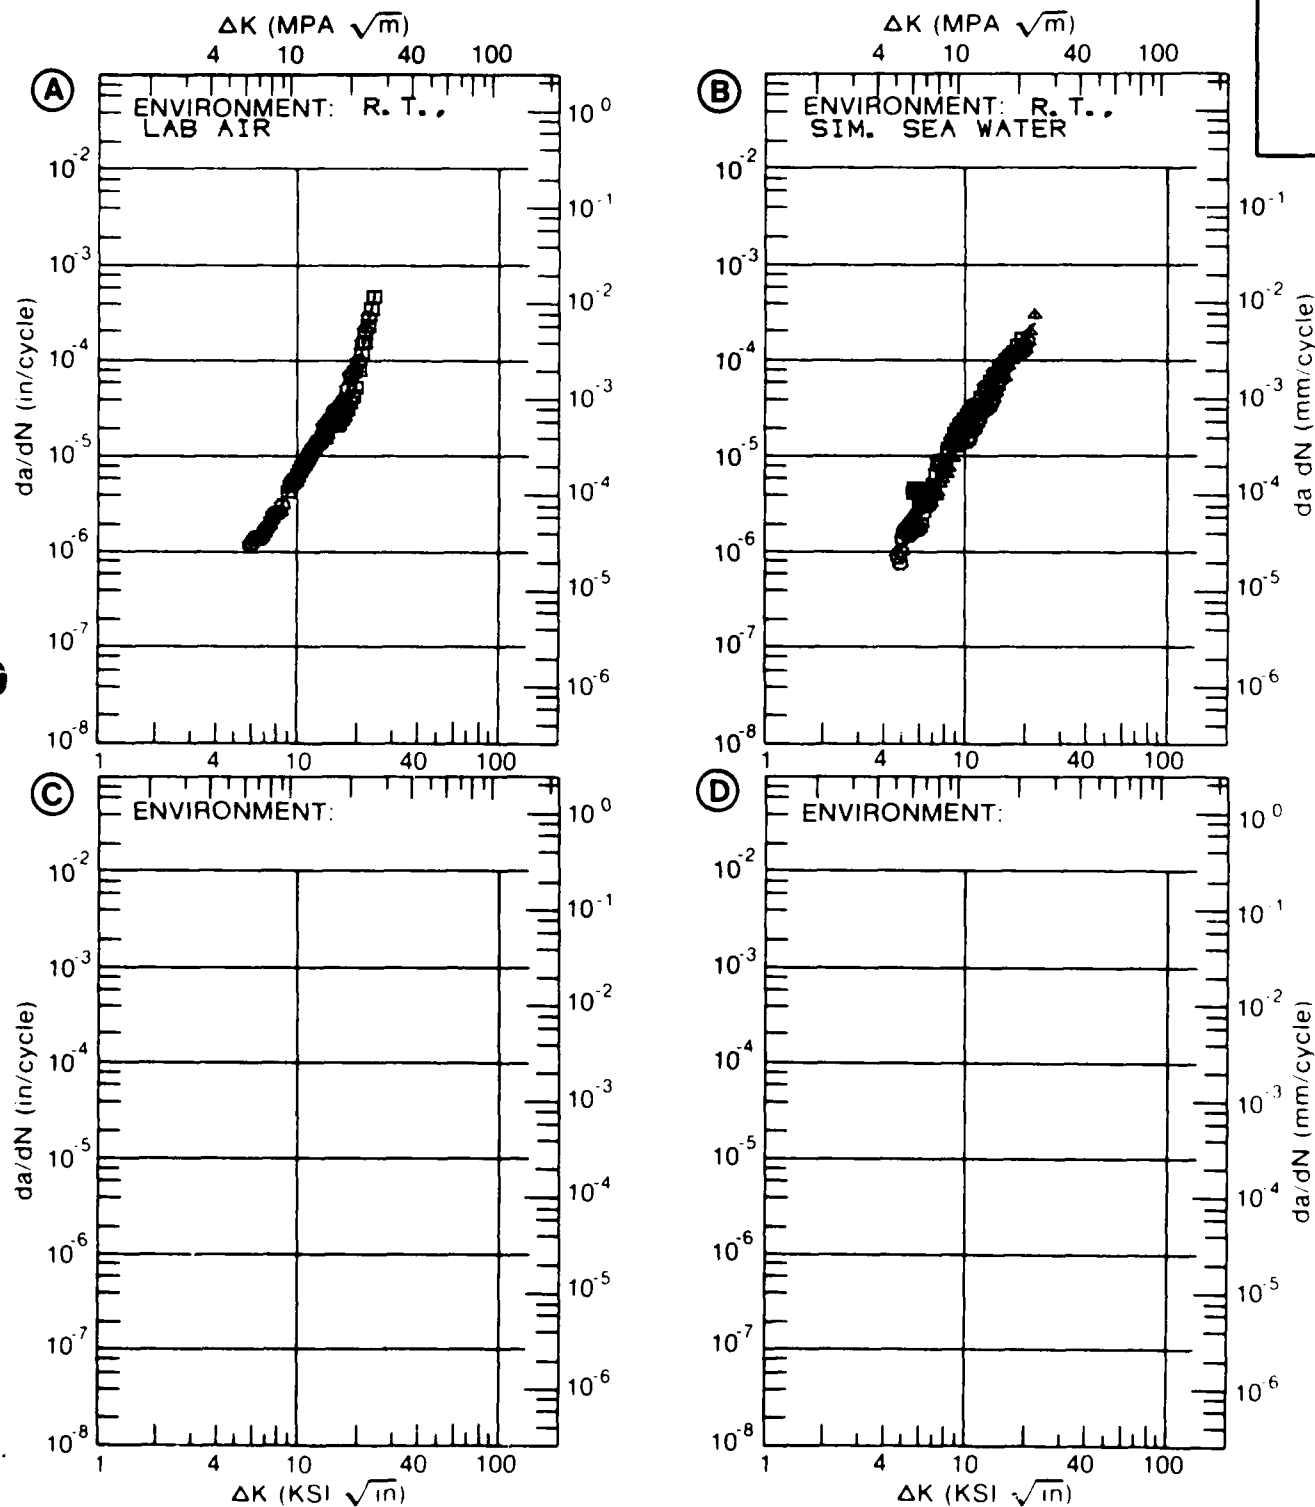 ΔK (MPA √m)
4 10 40 100
A
ENVIRONMENT: R.T.,
LAB AIR
da/dN (in/cycle)
10^-2
10^-3
10^-4
10^-5
10^-6
10^-7
10^-8
10^0
10^-1
10^-2
10^-3
10^-4
10^-5
10^-6
1 4 10 40 100
ΔK (MPA √m)
4 10 40 100
B
ENVIRONMENT: R.T.,
SIM. SEA WATER
10^-2
10^-3
10^-4
10^-5
10^-6
10^-7
10^-8
10^-1
10^-2
10^-3
10^-4
10^-5
10^-6
da dN (mm/cycle)
1 4 10 40 100
C
ENVIRONMENT:
da/dN (in/cycle)
10^-2
10^-3
10^-4
10^-5
10^-6
10^-7
10^-8
10^0
10^-1
10^-2
10^-3
10^-4
10^-5
10^-6
1 4 10 40 100
ΔK (KSI √in)
D
ENVIRONMENT:
10^-2
10^-3
10^-4
10^-5
10^-6
10^-7
10^-8
10^0
10^-1
10^-2
10^-3
10^-4
10^-5
10^-6
da/dN (mm/cycle)
1 4 10 40 100
ΔK (KSI √in)